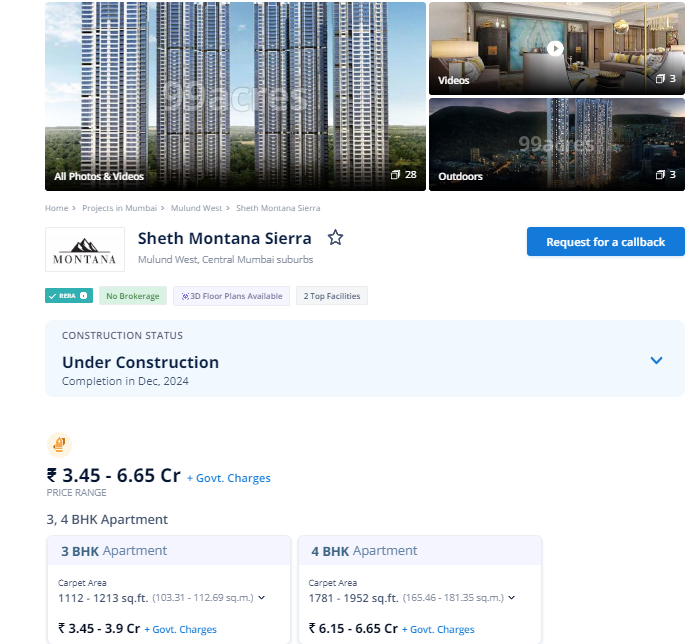 99acres
All Photos & Videos
28
Videos
3
99acres
Outdoors
3
Home > Projects in Mumbai > Mulund West > Sheth Montana Sierra
MONTANA
Sheth Montana Sierra
Mulund West, Central Mumbai suburbs
Request for a callback
RERA
No Brokerage
3D Floor Plans Available
2 Top Facilities
CONSTRUCTION STATUS
Under Construction
Completion in Dec, 2024
₹ 3.45 - 6.65 Cr + Govt. Charges
PRICE RANGE
3, 4 BHK Apartment
3 BHK Apartment
Carpet Area
1112 - 1213 sq.ft. (103.31 - 112.69 sq.m.)
₹ 3.45 - 3.9 Cr + Govt. Charges
4 BHK Apartment
Carpet Area
1781 - 1952 sq.ft. (165.46 - 181.35 sq.m.)
₹ 6.15 - 6.65 Cr + Govt. Charges